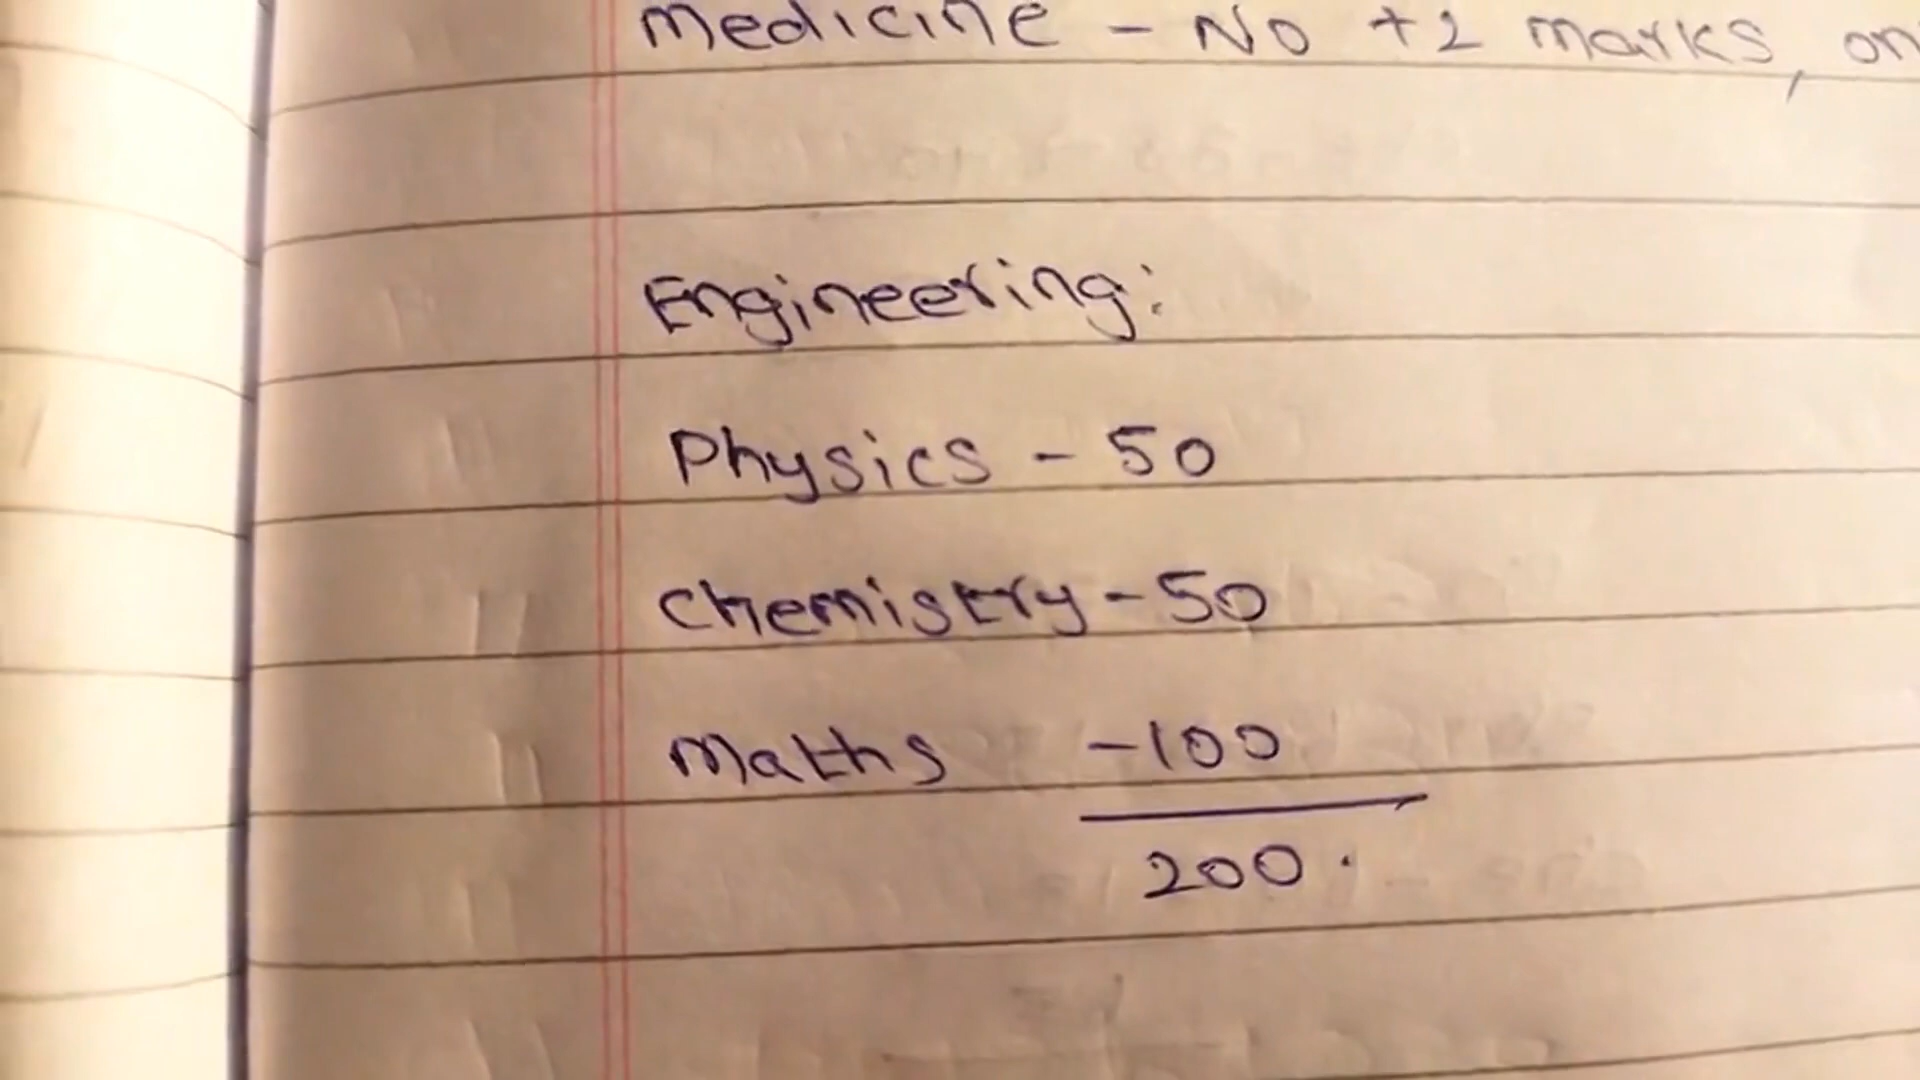 Medicine - No +2 marks, on
Engineering:
Physics - 50
Chemistry - 50
Maths - 100
200.